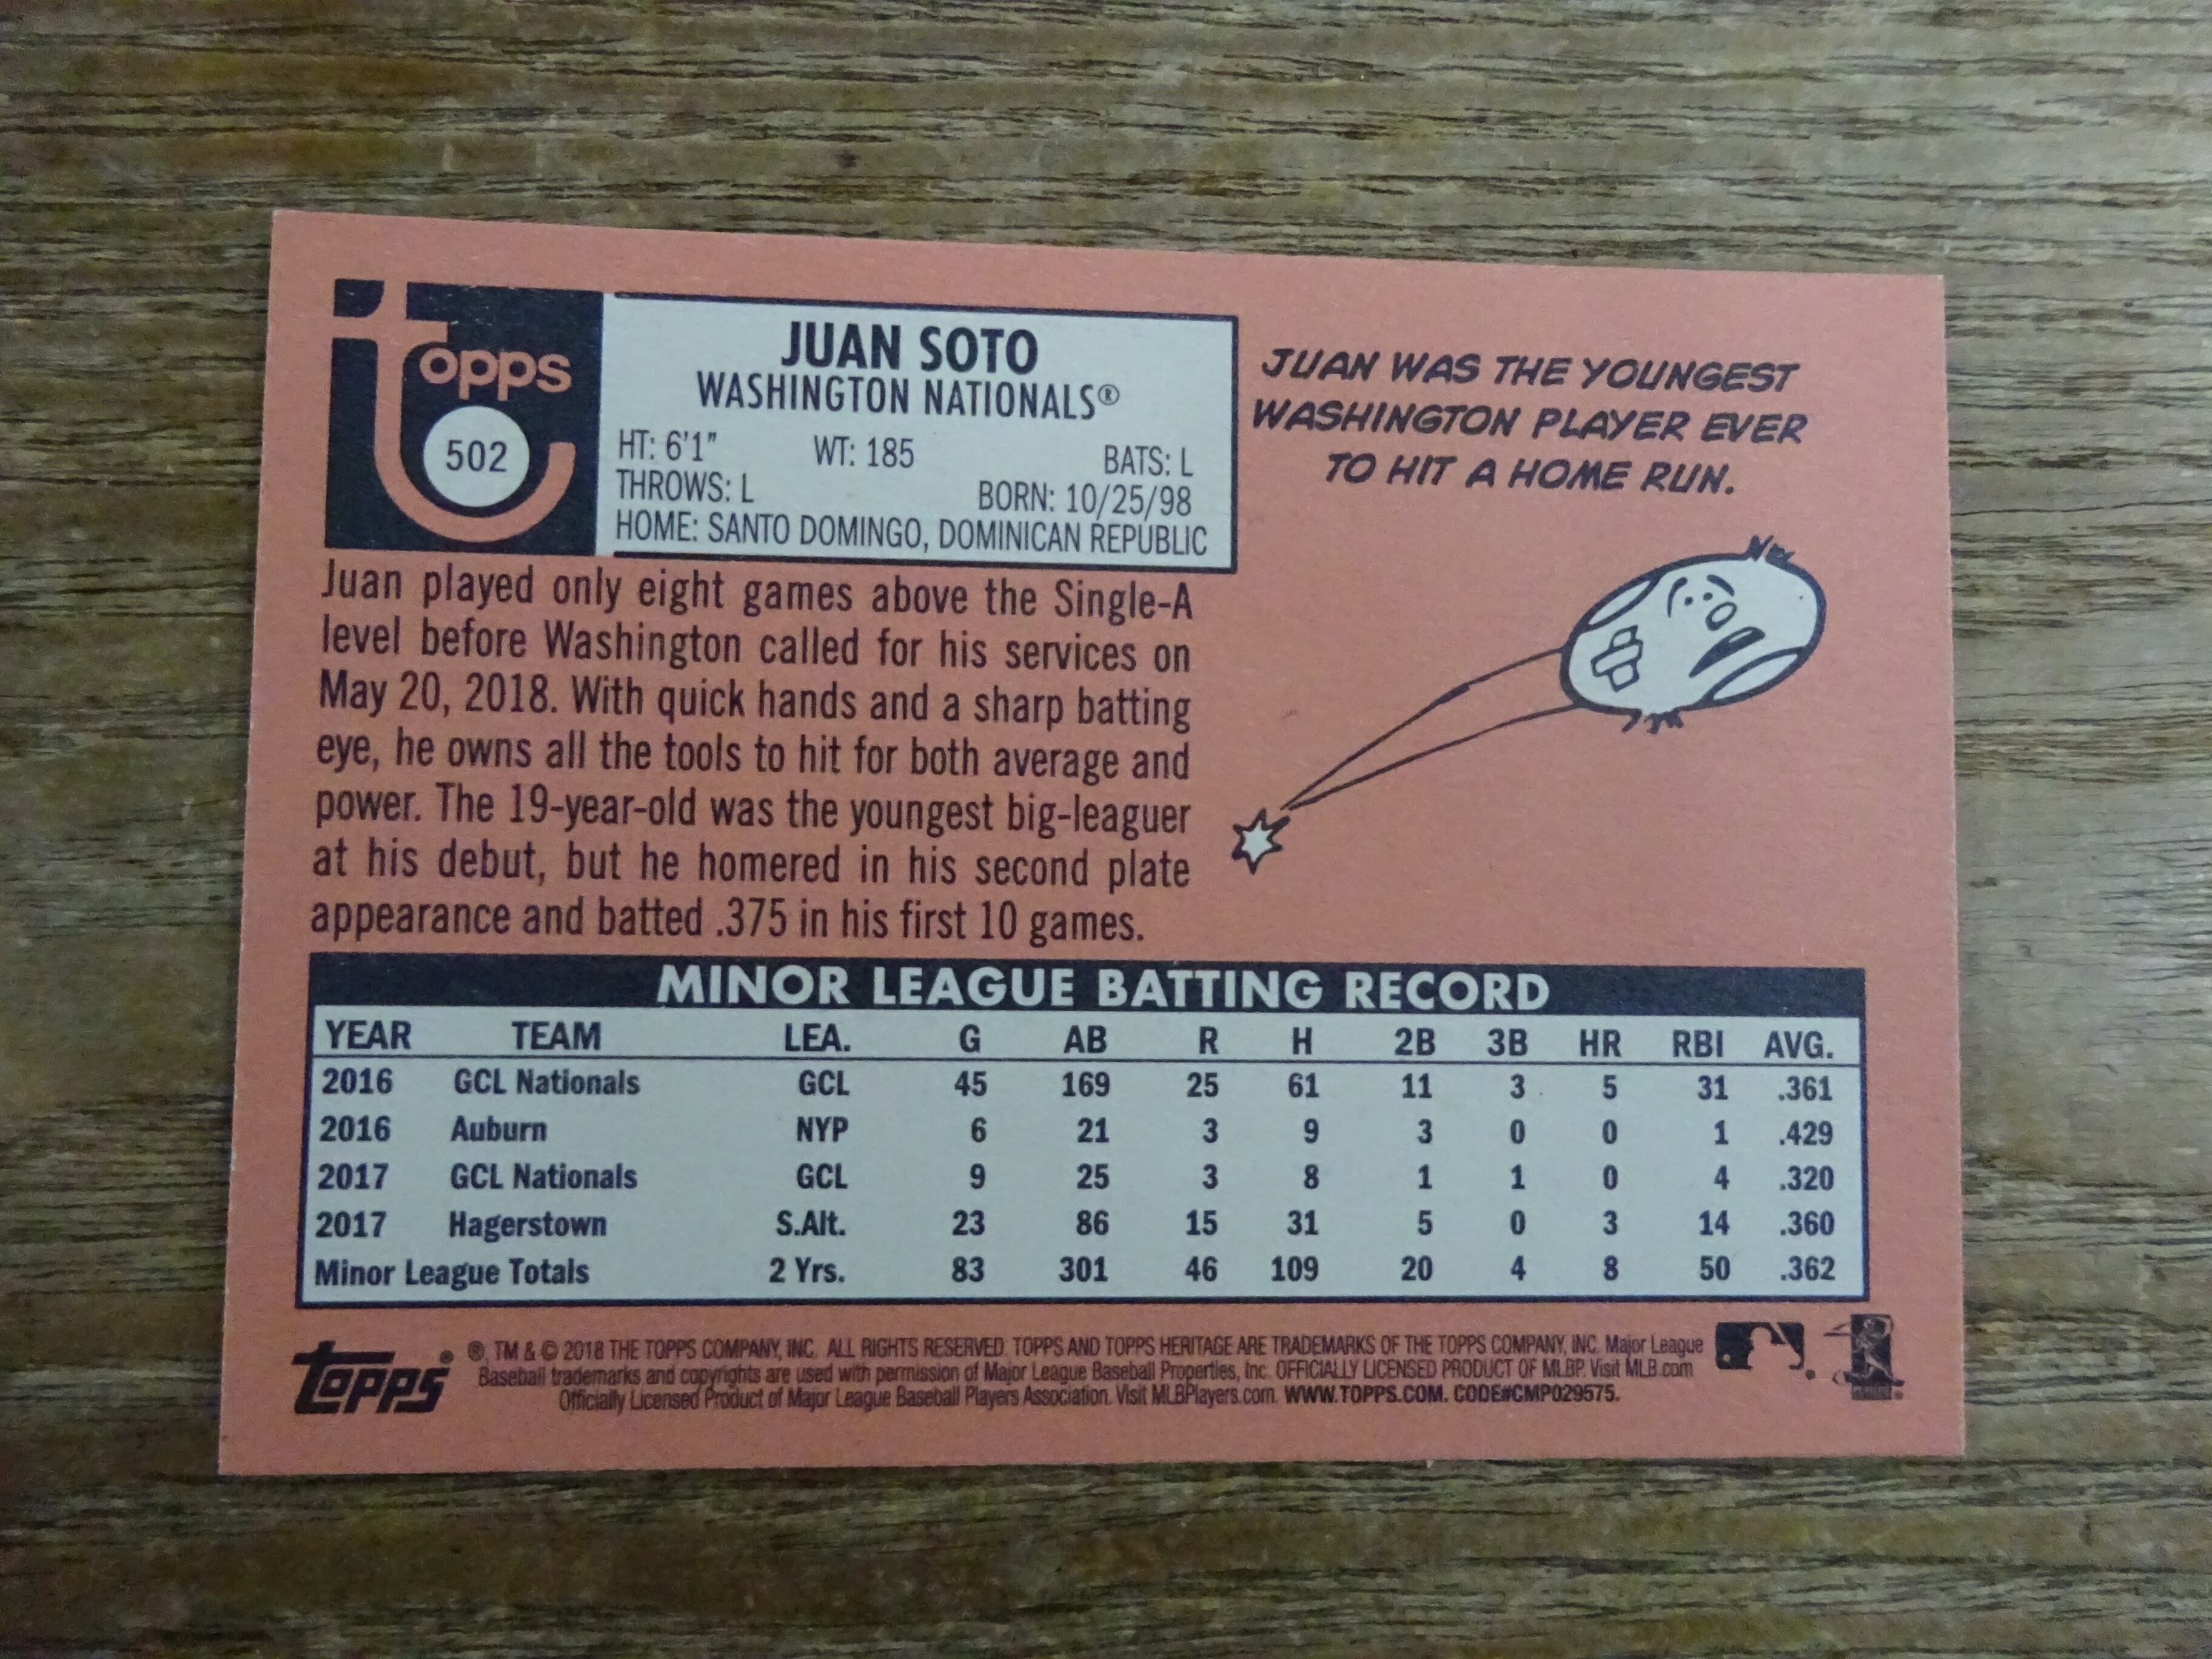 topps
502
JUAN SOTO
WASHINGTON NATIONALS®
HT: 6'1" WT: 185 BATS: L
THROWS: L BORN: 10/25/98
HOME: SANTO DOMINGO, DOMINICAN REPUBLIC
JUAN WAS THE YOUNGEST
WASHINGTON PLAYER EVER
TO HIT A HOME RUN.
Juan played only eight games above the Single-A
level before Washington called for his services on
May 20, 2018. With quick hands and a sharp batting
eye, he owns all the tools to hit for both average and
power. The 19-year-old was the youngest big-leaguer
at his debut, but he homered in his second plate
appearance and batted .375 in his first 10 games.
MINOR LEAGUE BATTING RECORD
YEAR TEAM LEA. G AB R H 2B 3B HR RBI AVG.
2016 GCL Nationals GCL 45 169 25 61 11 3 5 31 .361
2016 Auburn NYP 6 21 3 9 3 0 0 1 .429
2017 GCL Nationals GCL 9 25 3 8 1 1 0 4 .320
2017 Hagerstown S.Alt. 23 86 15 31 5 0 3 14 .360
Minor League Totals 2 Yrs. 83 301 46 109 20 4 8 50 .362
topps®
®, TM & © 2018 THE TOPPS COMPANY, INC. ALL RIGHTS RESERVED. TOPPS AND TOPPS HERITAGE ARE TRADEMARKS OF THE TOPPS COMPANY, INC. Major League
Baseball trademarks and copyrights are used with permission of Major League Baseball Properties, Inc. OFFICIALLY LICENSED PRODUCT OF MLBP. Visit MLB.com
Officially Licensed Product of Major League Baseball Players Association. Visit MLBPlayers.com. WWW.TOPPS.COM. CODE#CMP029575.